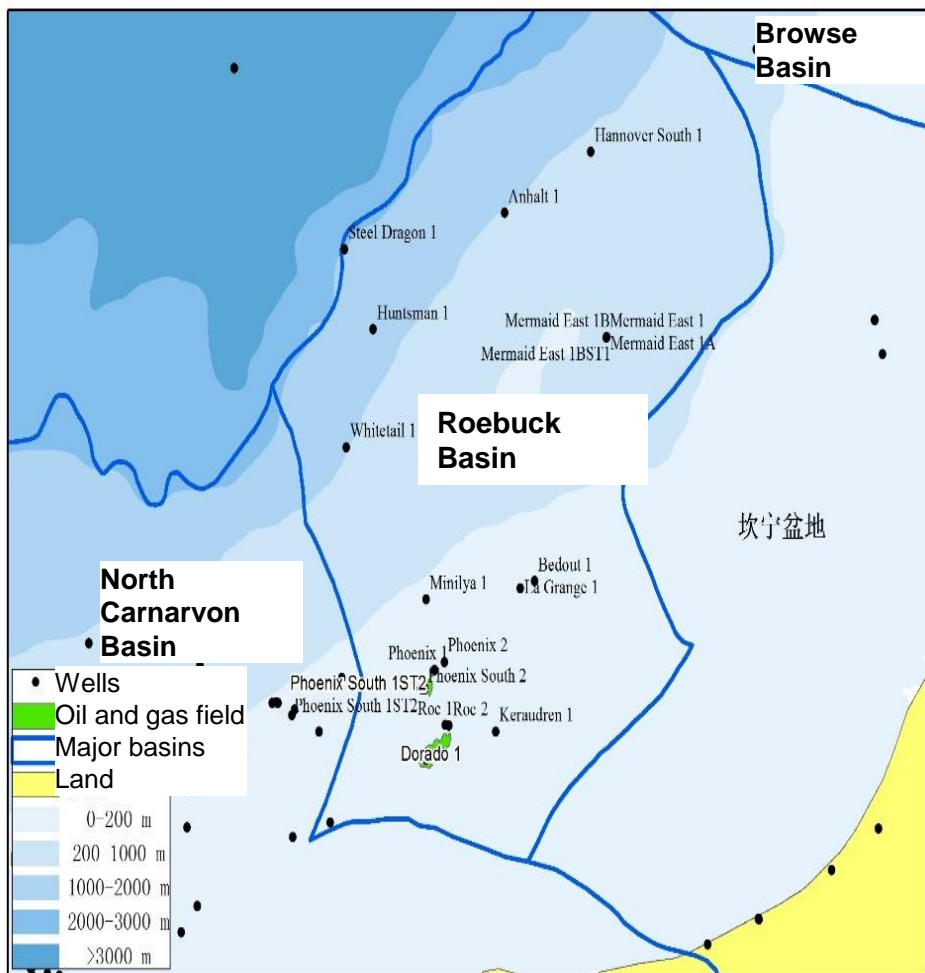 Browse
Basin
Hannover South 1
Anhalt 1
Steel Dragon 1
Huntsman 1
Mermaid East 1B
Mermaid East 1
Mermaid East 1BST1
Mermaid East 1A
Roebuck
Basin
Whitetail 1
坎宁盆地
Bedout 1
La Grange 1
Minilya 1
North
Carnarvon
Basin
Phoenix 2
Phoenix 1
Phoenix South 2
Phoenix South 1ST2
Phoenix South 1ST2
Roc 1
Roc 2
Keraudren 1
Dorado 1
Wells
Oil and gas field
Major basins
Land
0-200 m
200 1000 m
1000-2000 m
2000-3000 m
>3000 m